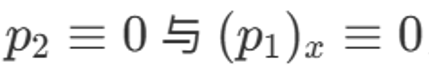 p₂ ≡ 0 与 (p₁)ₓ ≡ 0